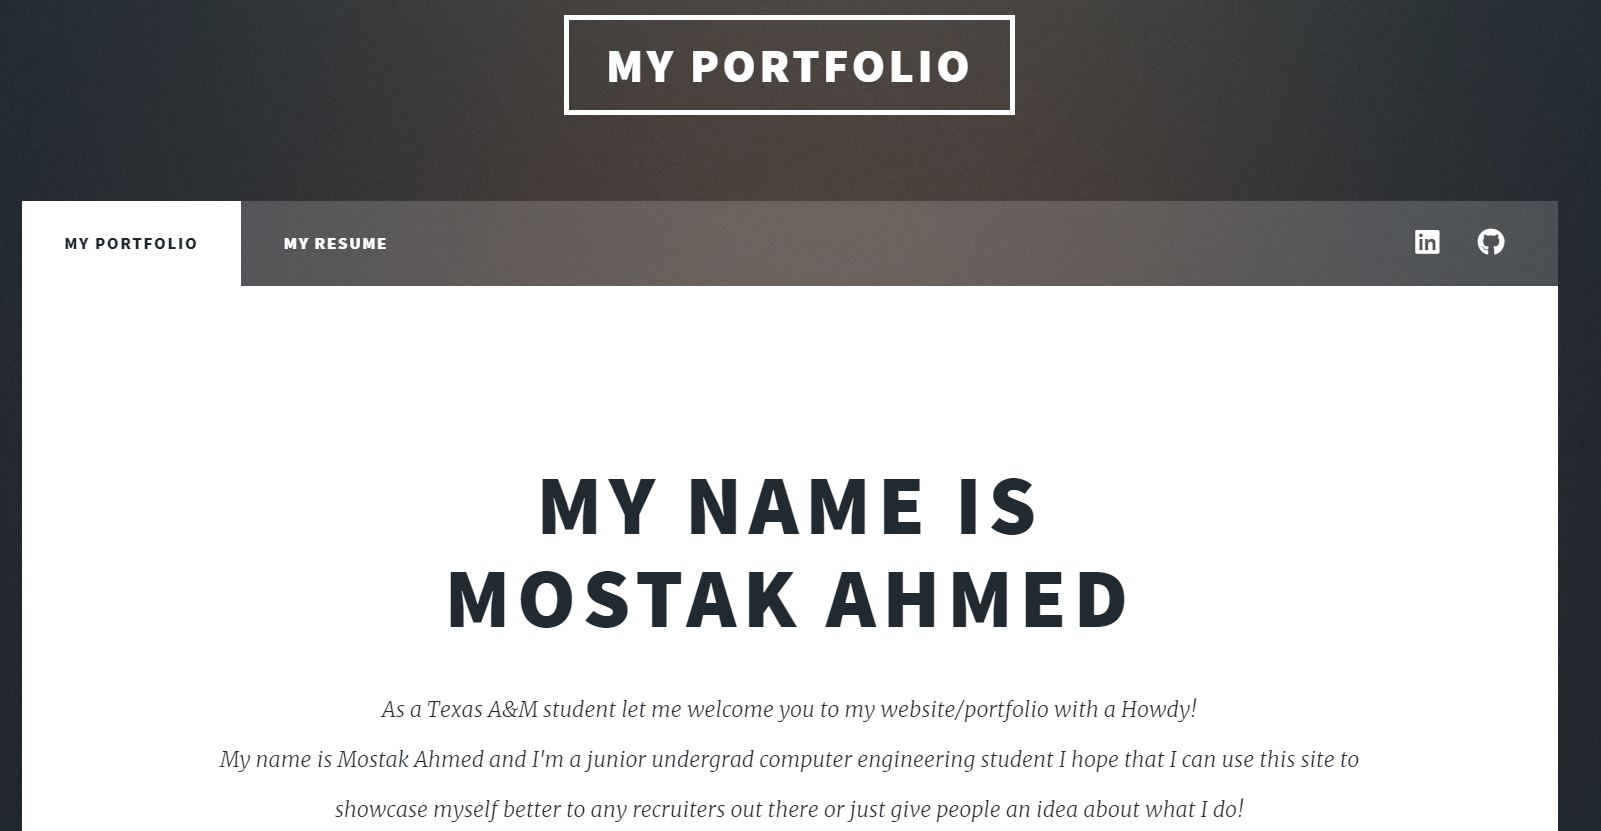 MY PORTFOLIO
MY PORTFOLIO
MY RESUME
in
MY NAME IS
MOSTAK AHMED
As a Texas A&M student let me welcome you to my website/portfolio with a Howdy!
My name is Mostak Ahmed and I'm a junior undergrad computer engineering student I hope that I can use this site to
showcase myself better to any recruiters out there or just give people an idea about what I do!